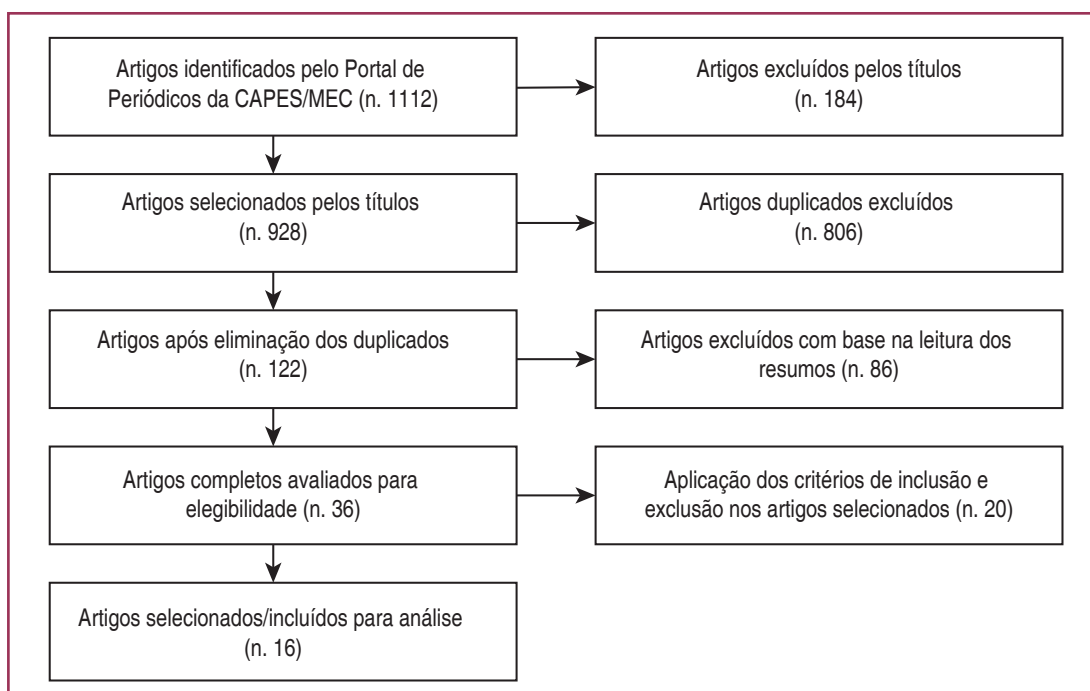 Artigos identificados pelo Portal de
Periódicos da CAPES/MEC (n. 1112)
Artigos excluídos pelos títulos
(n. 184)
Artigos selecionados pelos títulos
(n. 928)
Artigos duplicados excluídos
(n. 806)
Artigos após eliminação dos duplicados
(n. 122)
Artigos excluídos com base na leitura dos
resumos (n. 86)
Artigos completos avaliados para
elegibilidade (n. 36)
Aplicação dos critérios de inclusão e
exclusão nos artigos selecionados (n. 20)
Artigos selecionados/incluídos para análise
(n. 16)